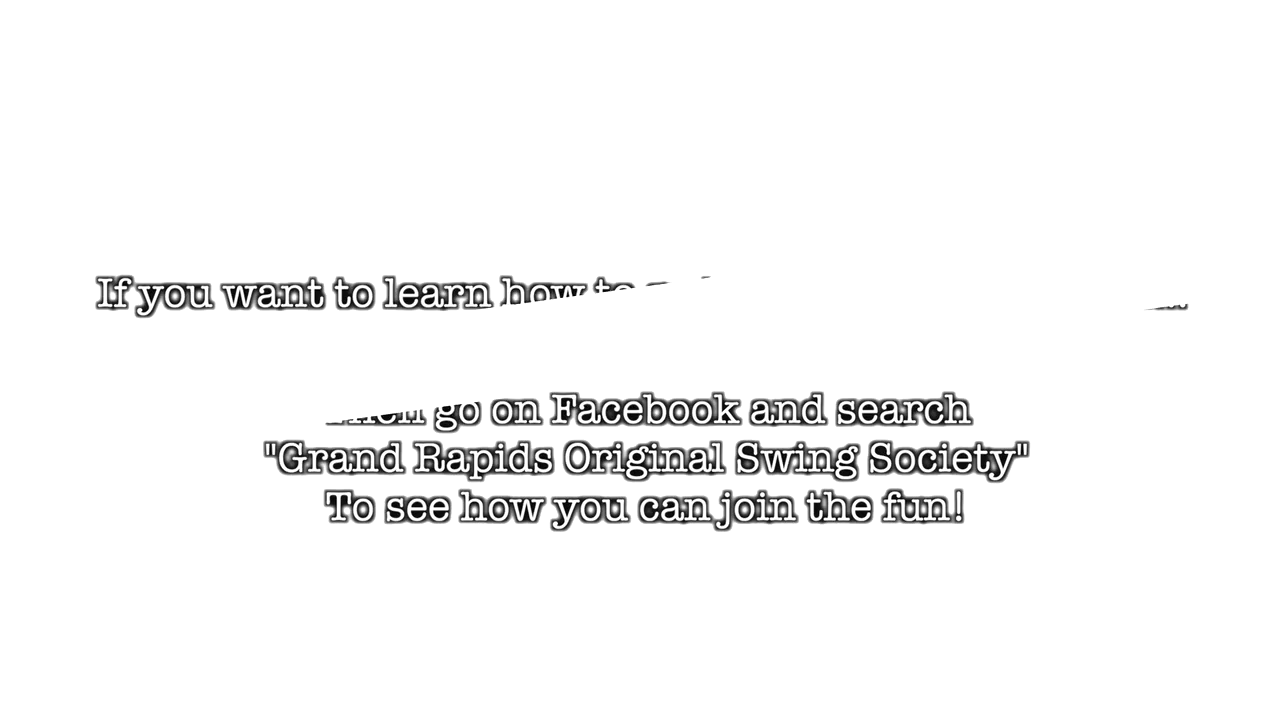 If you want to learn how to
then go on Facebook and search
"Grand Rapids Original Swing Society"
To see how you can join the fun!